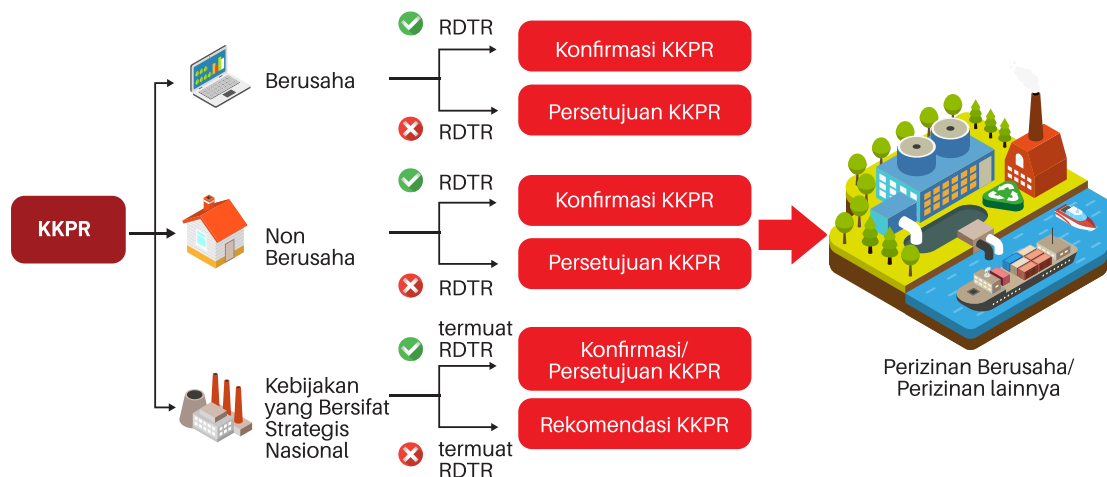 KKPR
Berusaha
RDTR
Konfirmasi KKPR
Persetujuan KKPR
RDTR
Non
Berusaha
RDTR
Konfirmasi KKPR
Persetujuan KKPR
RDTR
Kebijakan
yang Bersifat
Strategis
Nasional
termuat
RDTR
Konfirmasi/
Persetujuan KKPR
Rekomendasi KKPR
termuat
RDTR
Perizinan Berusaha/
Perizinan lainnya